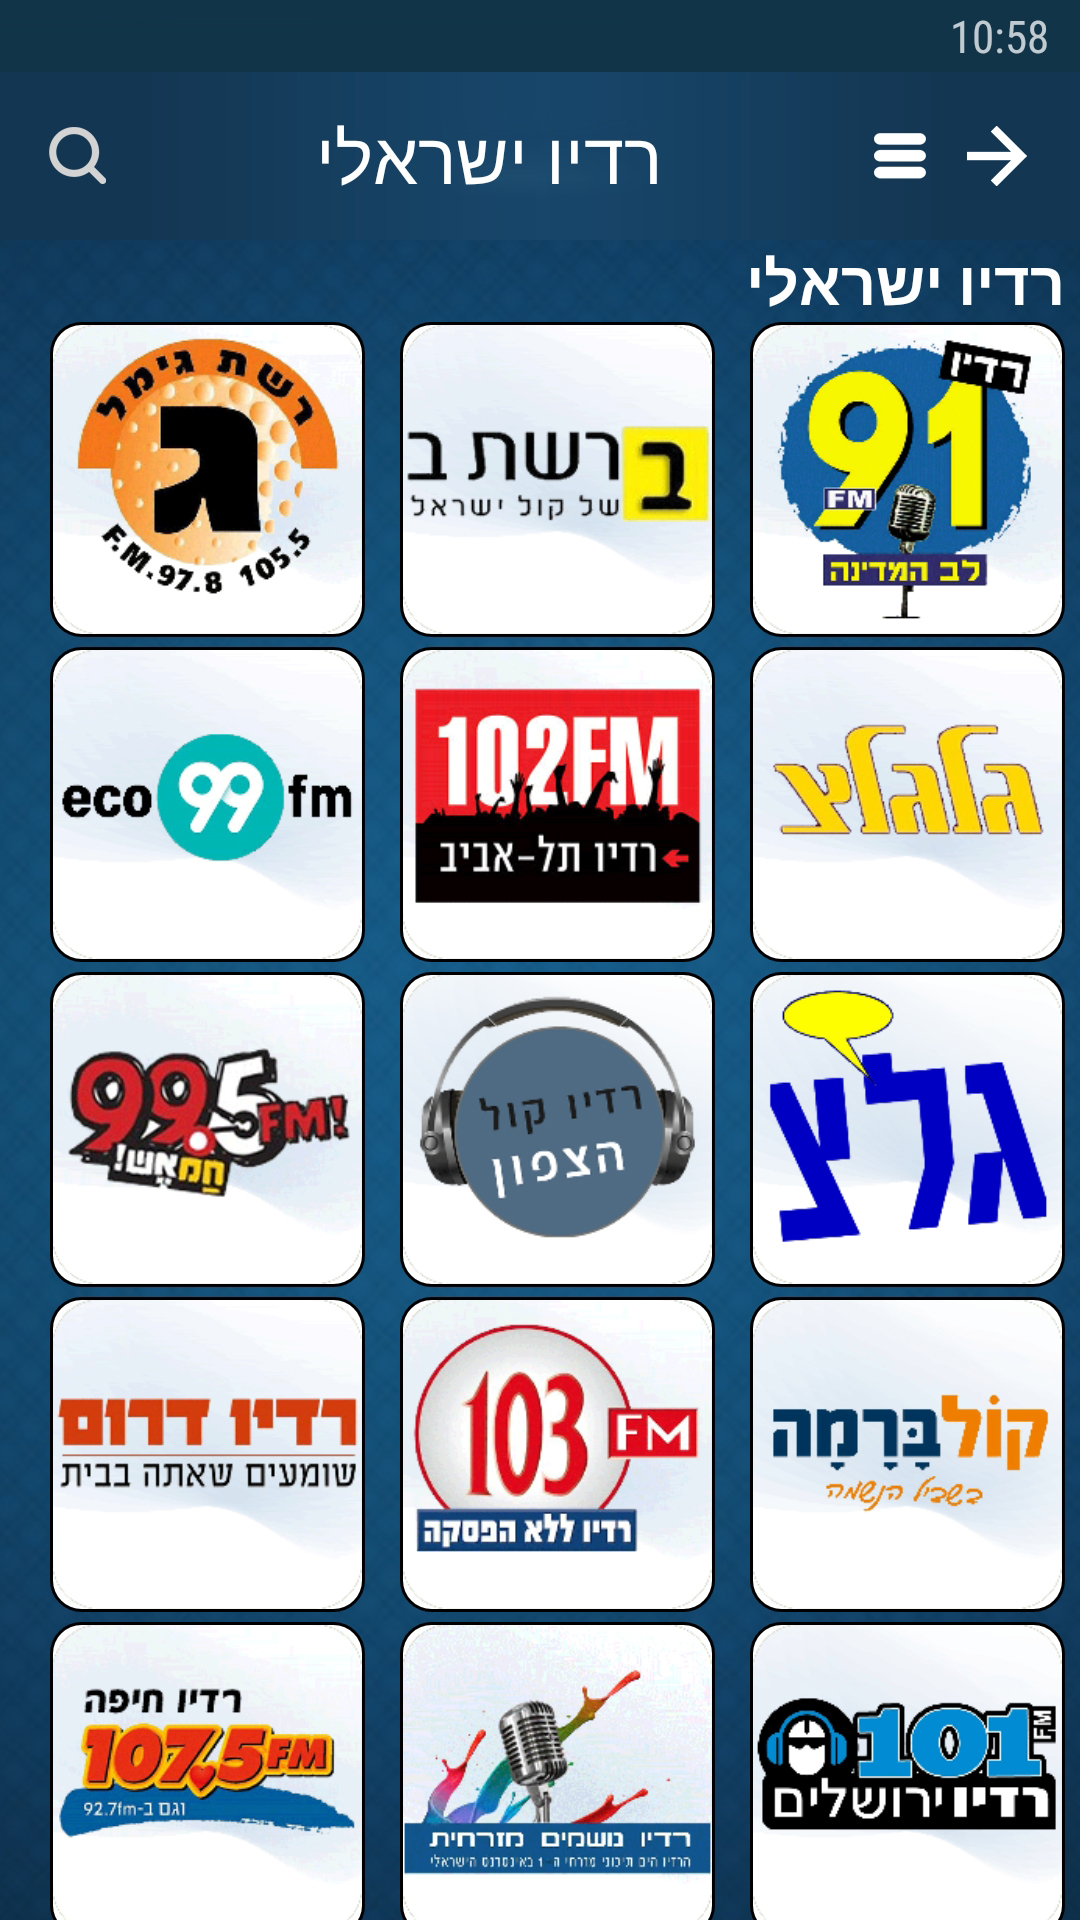 10:58
רדיו ישראלי
רדיו ישראלי
רדיו
91
FM
לב המדינה
ב
רשת ב
של קול ישראל
רשת גימל
ג
F.M.97.8 105.5
גלגלצ
102FM
רדיו תל-אביב
eco 99 fm
גלצ
רדיו קול
הצפון
99.5 FM!
חם אש!
קוֹל בְּרָמָה
בשביל הנשמה
103 FM
רדיו ללא הפסקה
רדיו דרום
שומעים שאתה בבית
101 FM
רדיו ירושלים
רדיו נושמים מזרחית
רדיו חיפה
107.5FM
וגם ב-92.7fm